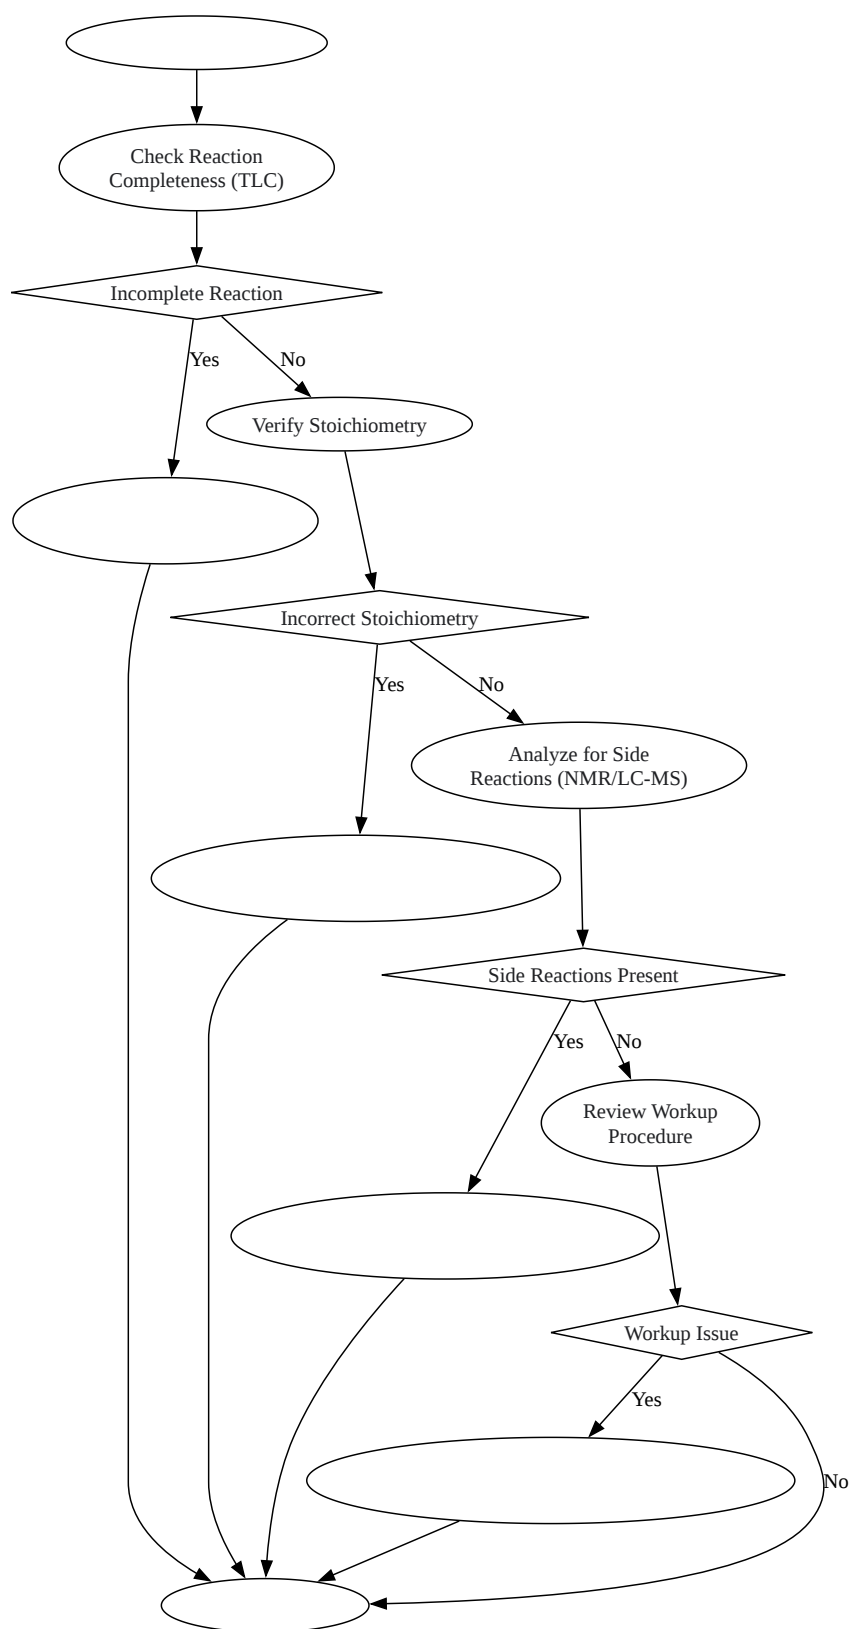 Check Reaction
Completeness (TLC)
Incomplete Reaction
Yes
No
Verify Stoichiometry
Incorrect Stoichiometry
Yes
No
Analyze for Side
Reactions (NMR/LC-MS)
Side Reactions Present
Yes
No
Review Workup
Procedure
Workup Issue
Yes
No